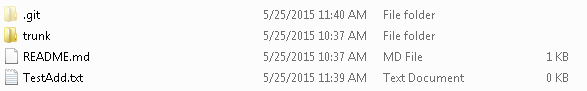 .git 5/25/2015 11:40 AM File folder
trunk 5/25/2015 10:37 AM File folder
README.md 5/25/2015 10:37 AM MD File 1 KB
TestAdd.txt 5/25/2015 11:39 AM Text Document 0 KB